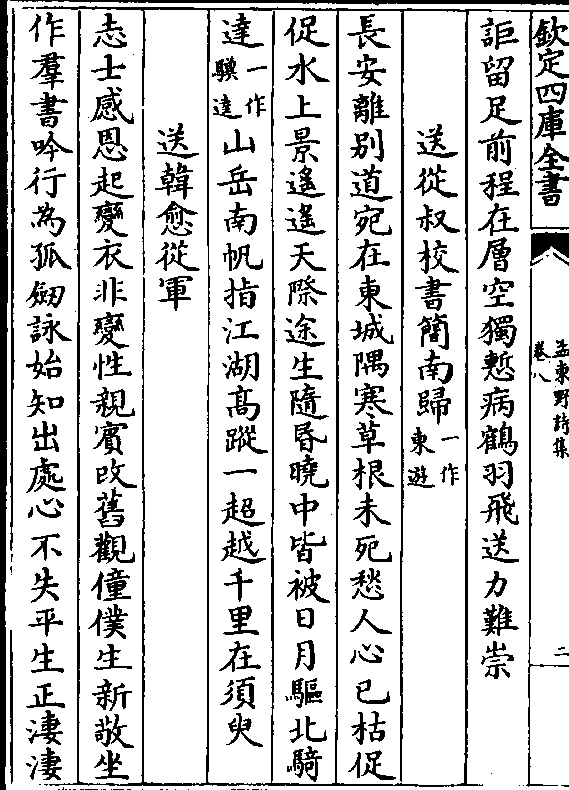 欽定四庫全書
孟東野詩集
卷八
二
詎留足前程在層空獨慙病鶴羽飛送力難崇
送從叔校書簡南歸一作東遊
長安離别道宛在東城隅寒草根未死愁人心已枯促
促水上景遙遙天際途生隨昏曉中皆被日月驅北騎
達一作驥達山岳南帆指江湖髙蹤一超越千里在須臾
送韓愈從軍
志士感恩起變衣非變性親賓改舊觀僮僕生新敬坐
作羣書吟行為孤劒詠始知出處心不失平生正淒淒